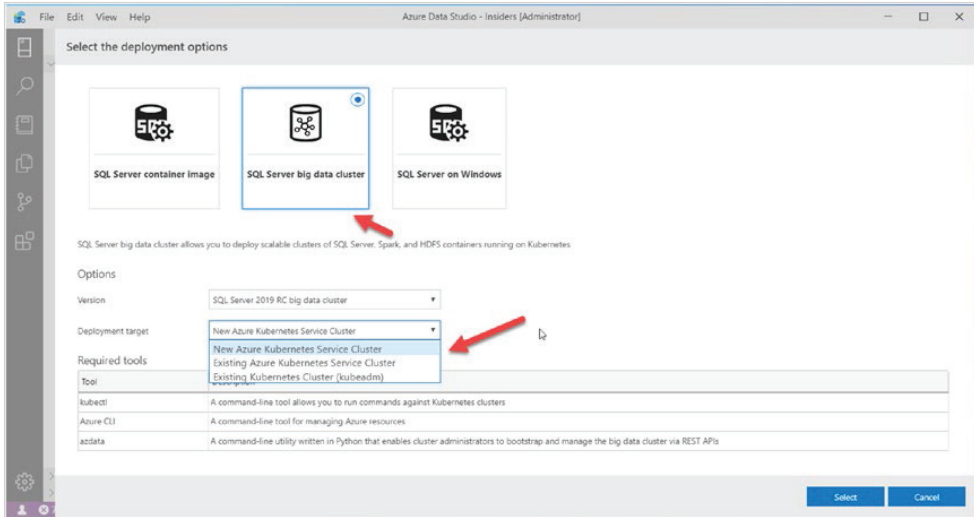 File Edit View Help
Azure Data Studio - Insiders [Administrator]
Select the deployment options
SQL Server container image
SQL Server big data cluster
SQL Server on Windows
SQL Server big data cluster allows you to deploy scalable clusters of SQL Server, Spark, and HDFS containers running on Kubernetes
Options
Version
SQL Server 2019 RC big data cluster
Deployment target
New Azure Kubernetes Service Cluster
New Azure Kubernetes Service Cluster
Existing Azure Kubernetes Service Cluster
Existing Kubernetes Cluster (kubeadm)
Required tools
Tool
kubectl
A command-line tool allows you to run commands against Kubernetes clusters
Azure CLI
A command-line tool for managing Azure resources
azdata
A command-line utility written in Python that enables cluster administrators to bootstrap and manage the big data cluster via REST APIs
Select
Cancel